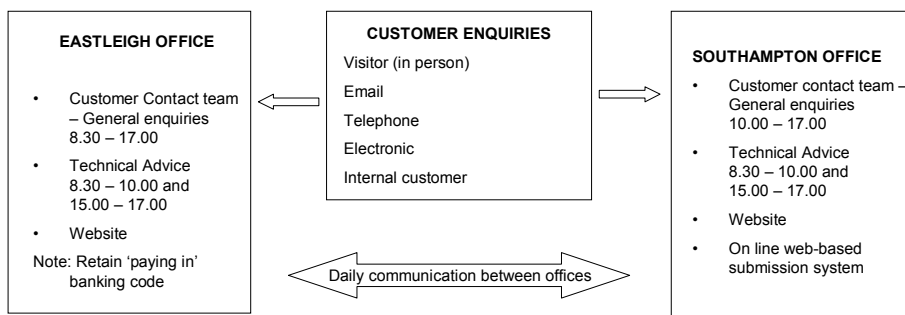 EASTLEIGH OFFICE
• Customer Contact team
– General enquiries
8.30 – 17.00
• Technical Advice
8.30 – 10.00 and
15.00 – 17.00
• Website
Note: Retain ‘paying in’
banking code
CUSTOMER ENQUIRIES
Visitor (in person)
Email
Telephone
Electronic
Internal customer
Daily communication between offices
SOUTHAMPTON OFFICE
• Customer contact team –
General enquiries
10.00 – 17.00
• Technical Advice
8.30 – 10.00 and
15.00 – 17.00
• Website
• On line web-based
submission system